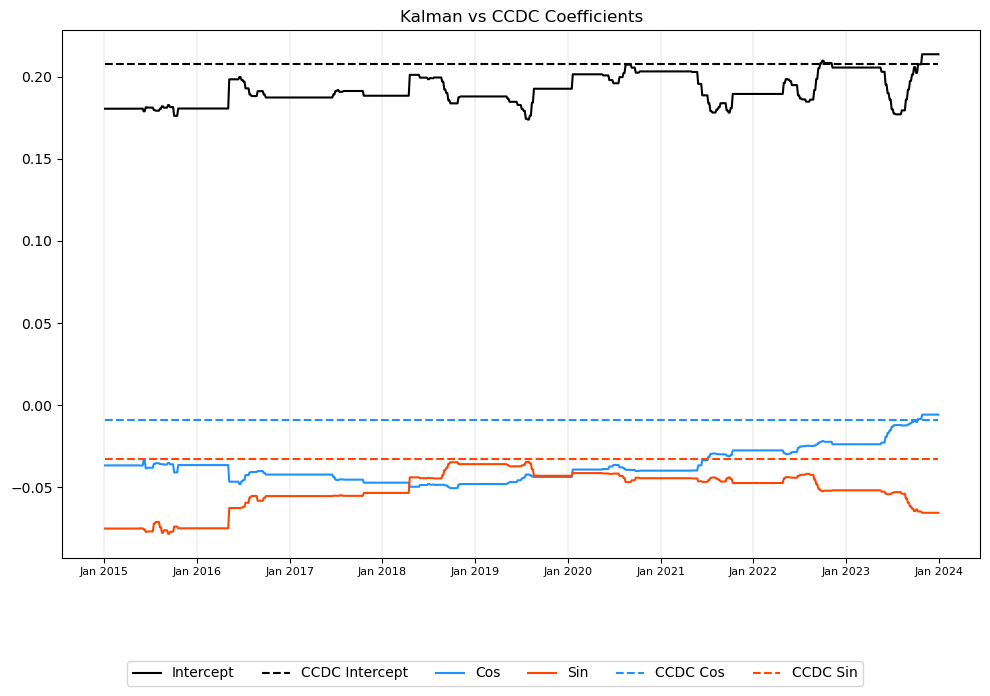 Kalman vs CCDC Coefficients
0.20
0.15
0.10
0.05
0.00
−0.05
Jan 2015 Jan 2016 Jan 2017 Jan 2018 Jan 2019 Jan 2020 Jan 2021 Jan 2022 Jan 2023 Jan 2024
Intercept CCDC Intercept Cos Sin CCDC Cos CCDC Sin